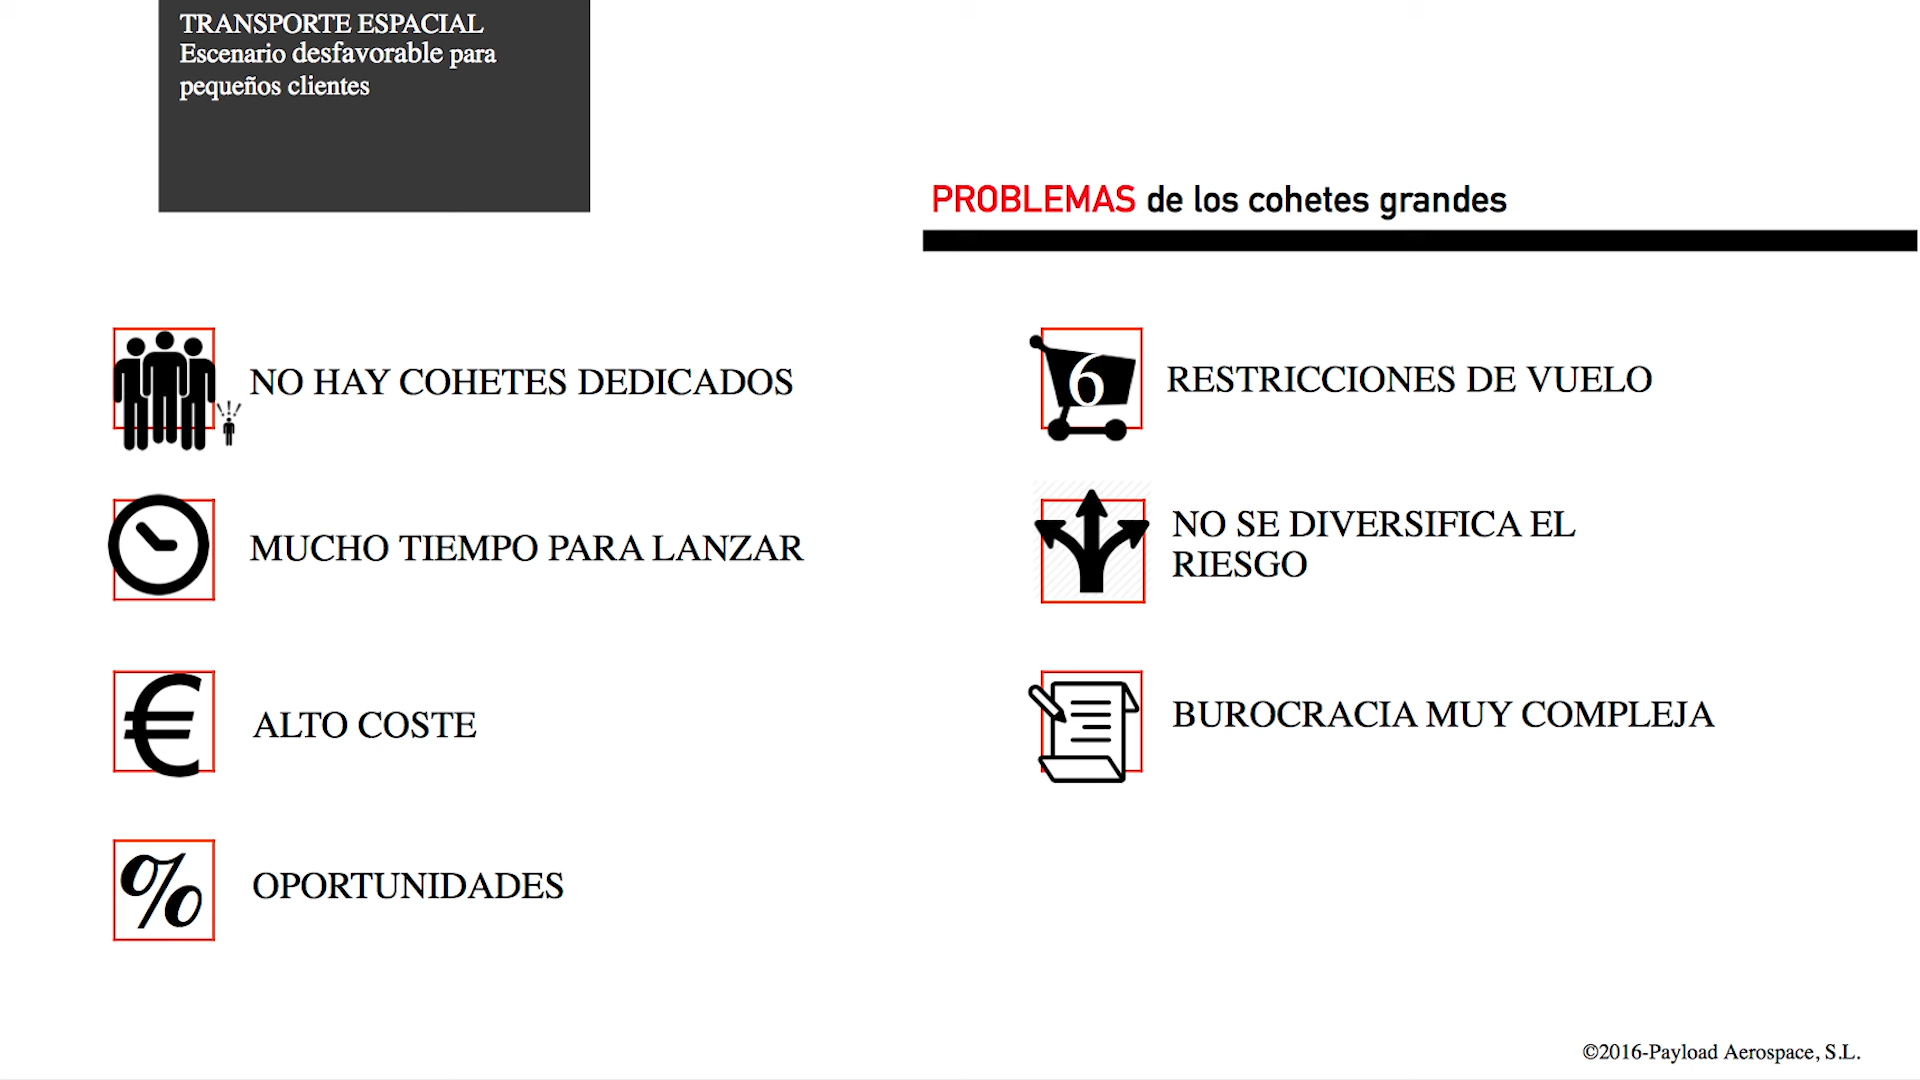 TRANSPORTE ESPACIAL
Escenario desfavorable para
pequeños clientes
PROBLEMAS de los cohetes grandes
NO HAY COHETES DEDICADOS
MUCHO TIEMPO PARA LANZAR
€
ALTO COSTE
%
OPORTUNIDADES
6
RESTRICCIONES DE VUELO
NO SE DIVERSIFICA EL
RIESGO
BUROCRACIA MUY COMPLEJA
©2016-Payload Aerospace, S.L.